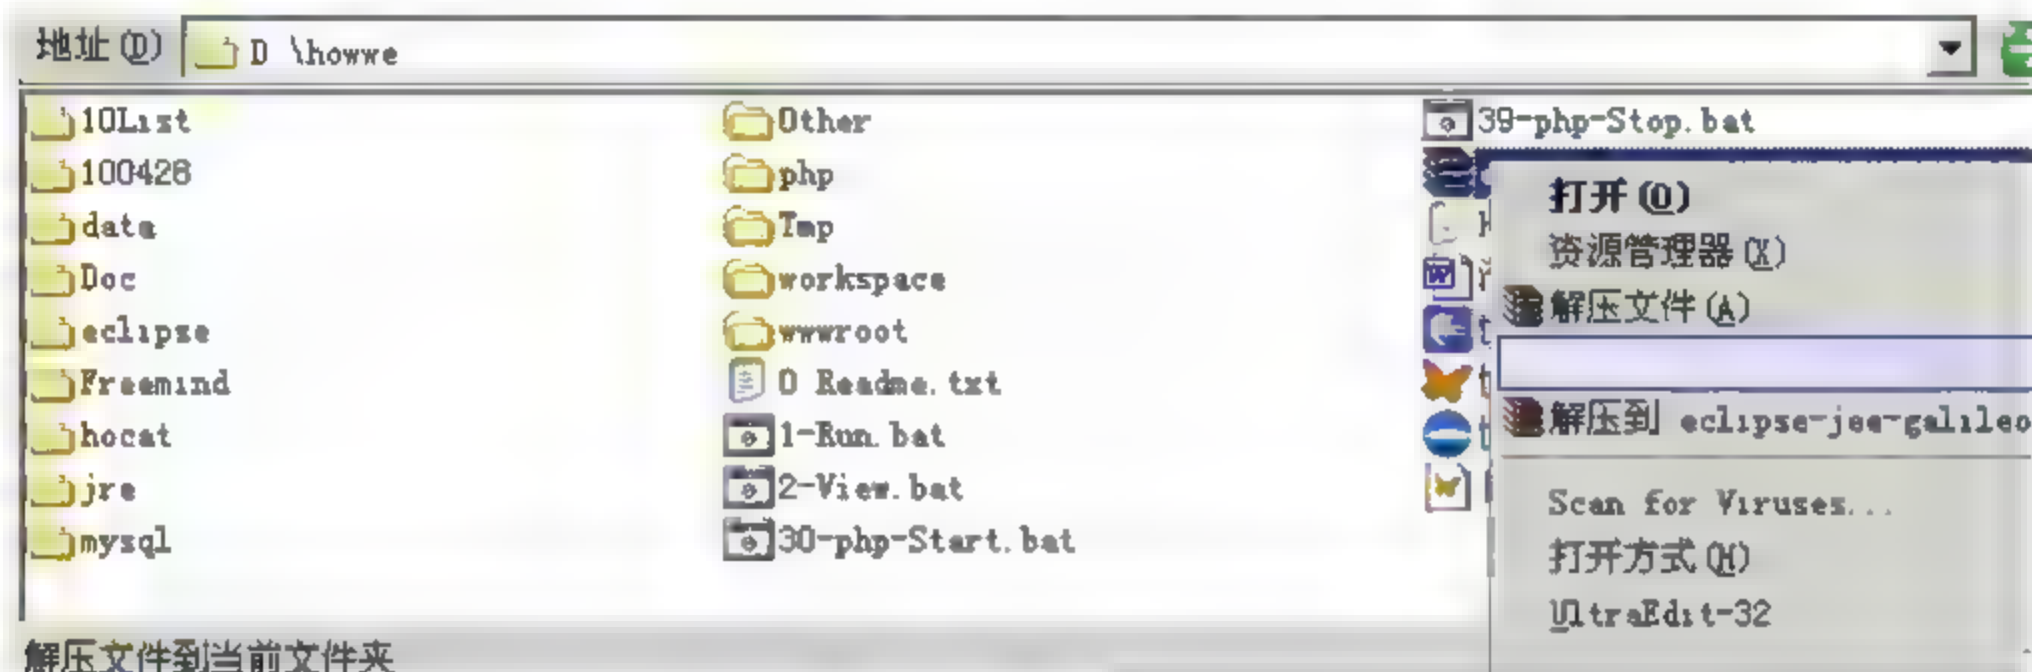 地址(D) D \howwe
10List
100428
data
Doc
eclipse
Freemind
hocat
jre
mysql
Other
php
Tmp
workspace
wwwroot
0 Readme.txt
1-Run.bat
2-View.bat
30-php-Start.bat
39-php-Stop.bat
打开(O)
资源管理器(X)
解压文件(A)
解压到 eclipse-jee-galileo
Scan for Viruses...
打开方式(H)
UltraEdit-32
解压文件到当前文件夹